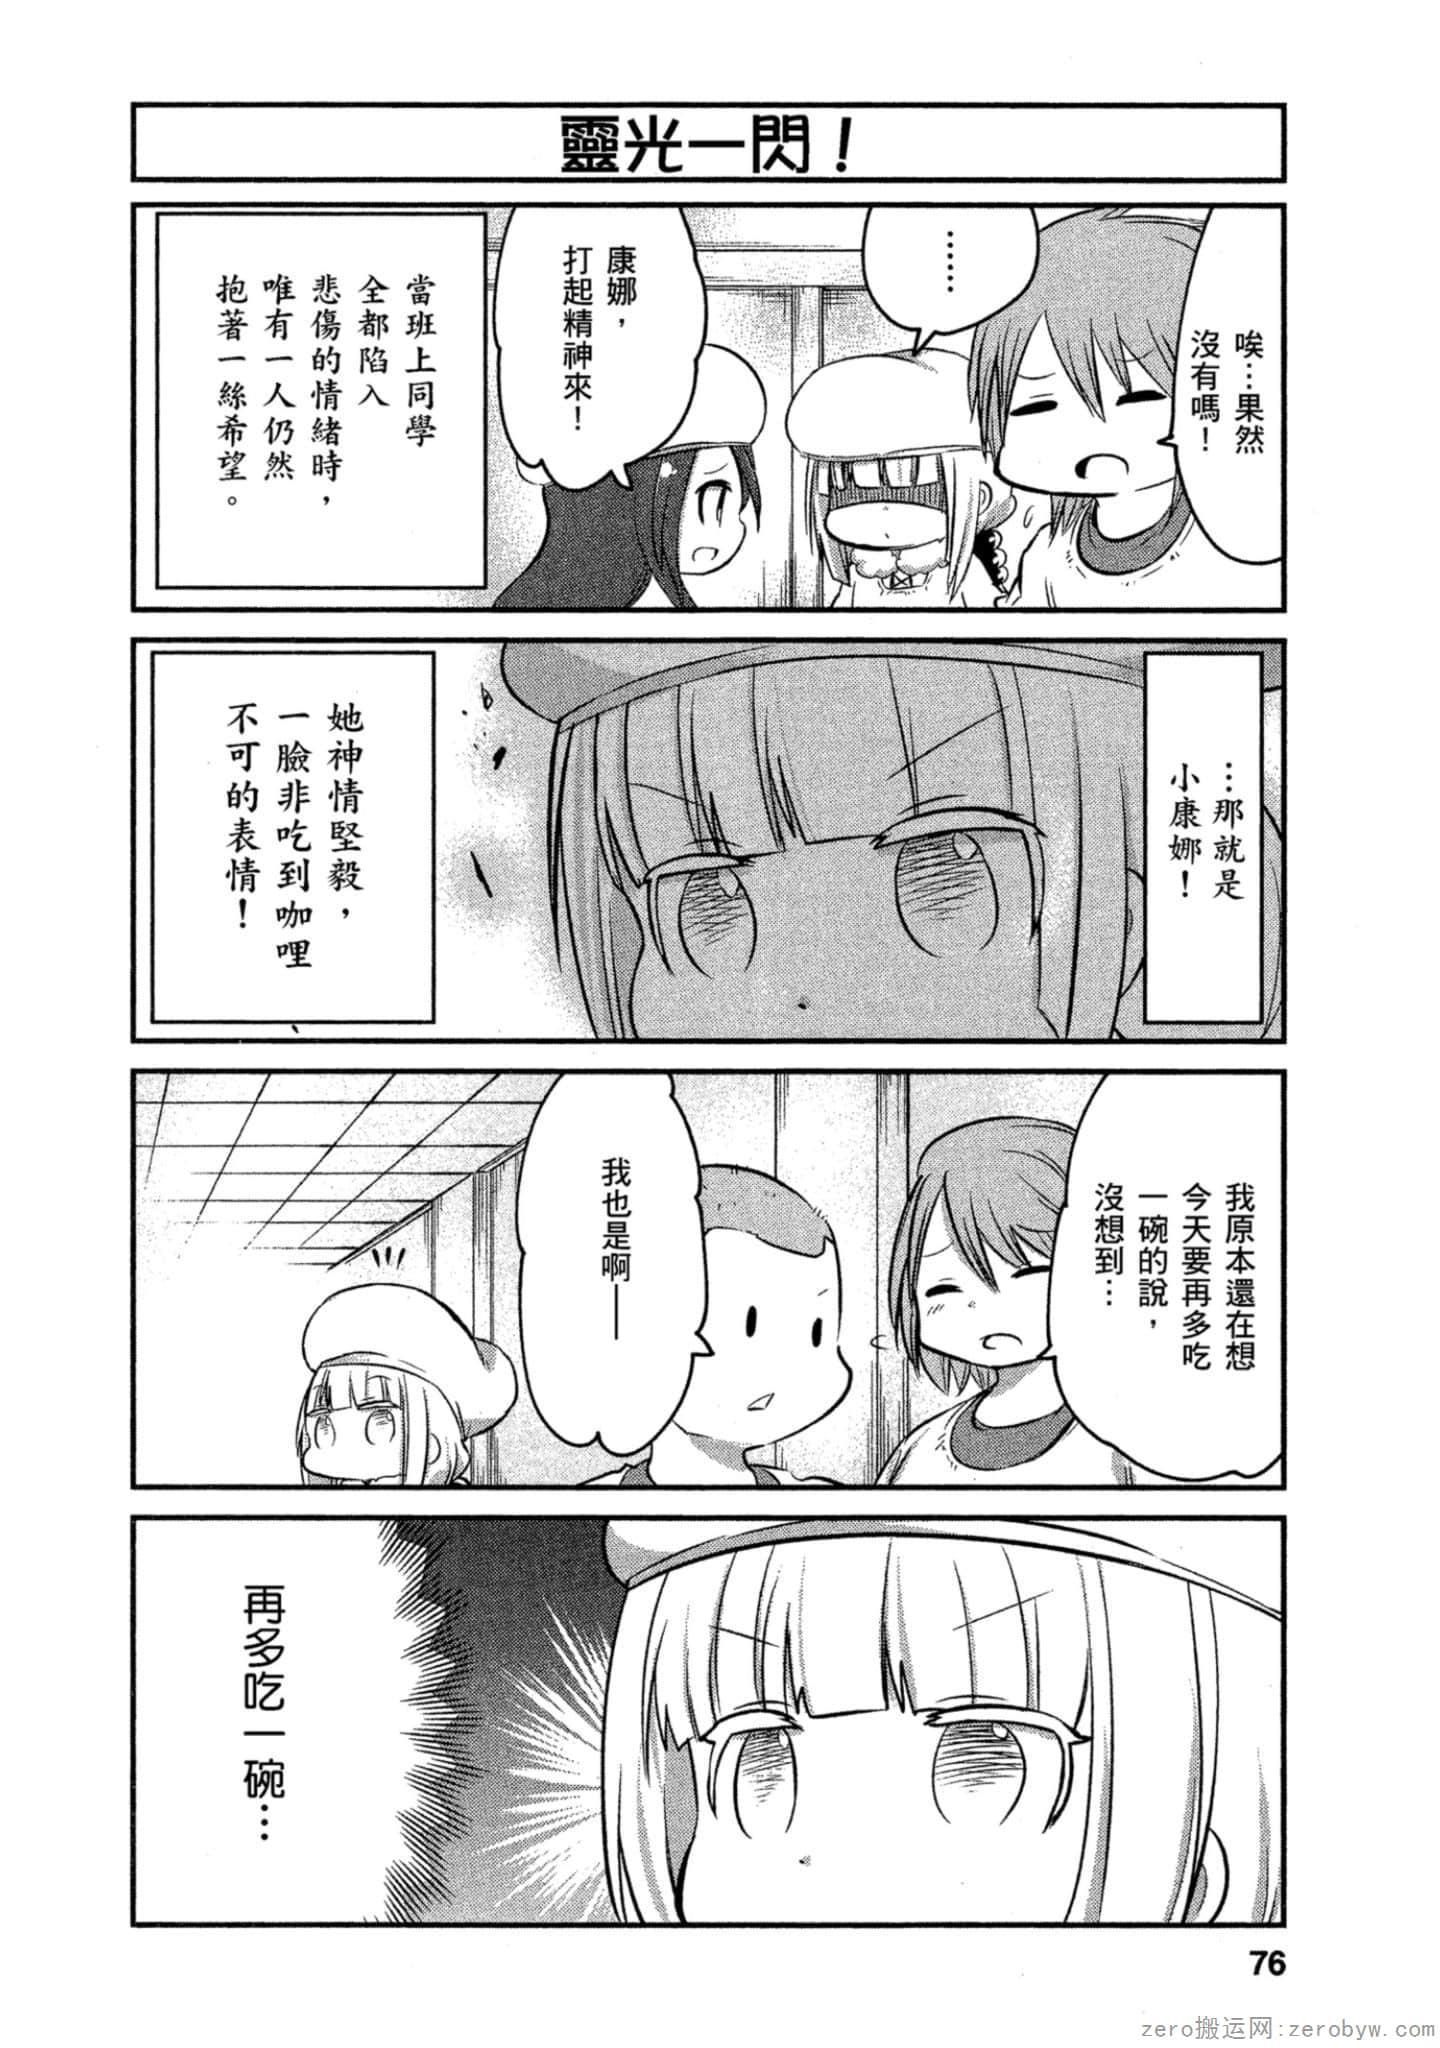 靈光一閃！
唉…果然
沒有嗎！
……
康娜，
打起精神來！
當班上同學
全都陷入
悲傷的情緒時，
唯有一人仍然
抱著一絲希望。
…那就是
小康娜！
她神情堅毅，
一臉非吃到咖哩
不可的表情！
我原本還在想
今天要再多吃
一碗的說，
沒想到…
我也是啊——
再多吃一碗…
76
zero搬运网:zerobyw.com/